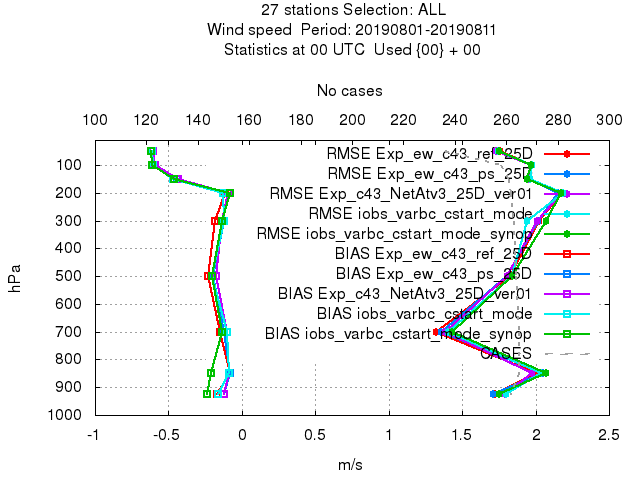 27 stations Selection: ALL
Wind speed  Period: 20190801-20190811
Statistics at 00 UTC  Used {00} + 00
No cases
100 120 140 160 180 200 220 240 260 280 300
RMSE Exp_ew_c43_ref_25D
100
RMSE Exp_ew_c43_ps_25D
200
RMSE Exp_c43_NetAtv3_25D_ver01
RMSE iobs_varbc_cstart_mode
300
RMSE iobs_varbc_cstart_mode_synop
400
BIAS Exp_ew_c43_ref_25D
500
BIAS Exp_ew_c43_ps_25D
BIAS Exp_c43_NetAtv3_25D_ver01
600
BIAS iobs_varbc_cstart_mode
700
BIAS iobs_varbc_cstart_mode_synop
CASES
800
900
1000
hPa
-1 -0.5 0 0.5 1 1.5 2 2.5
m/s